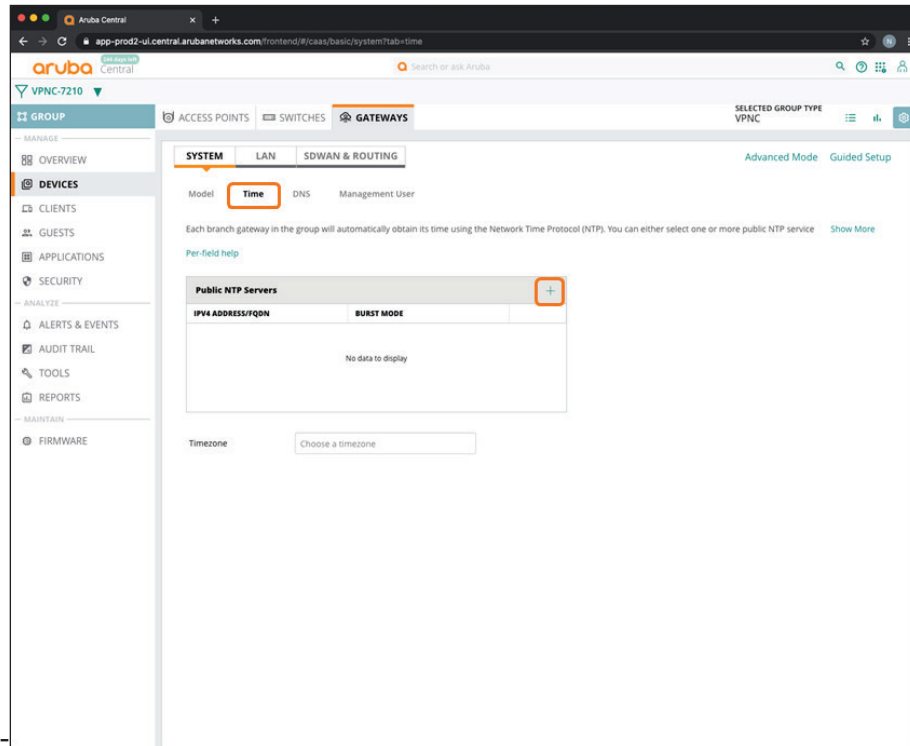 Aruba Central
app-prod2-ui.central.arubanetworks.com/frontend/#/caas/basic/system?tab=time
N
aruba Central
Search or ask Aruba
VPNC-7210
GROUP
ACCESS POINTS SWITCHES GATEWAYS
SELECTED GROUP TYPE
VPNC
MANAGE
OVERVIEW
DEVICES
CLIENTS
GUESTS
APPLICATIONS
SECURITY
ANALYZE
ALERTS & EVENTS
AUDIT TRAIL
TOOLS
REPORTS
MAINTAIN
FIRMWARE
SYSTEM LAN SDWAN & ROUTING
Advanced Mode Guided Setup
Model Time DNS Management User
Each branch gateway in the group will automatically obtain its time using the Network Time Protocol (NTP). You can either select one or more public NTP service Show More
Per-field help
Public NTP Servers +
IPV4 ADDRESS/FQDN BURST MODE
No data to display
Timezone Choose a timezone